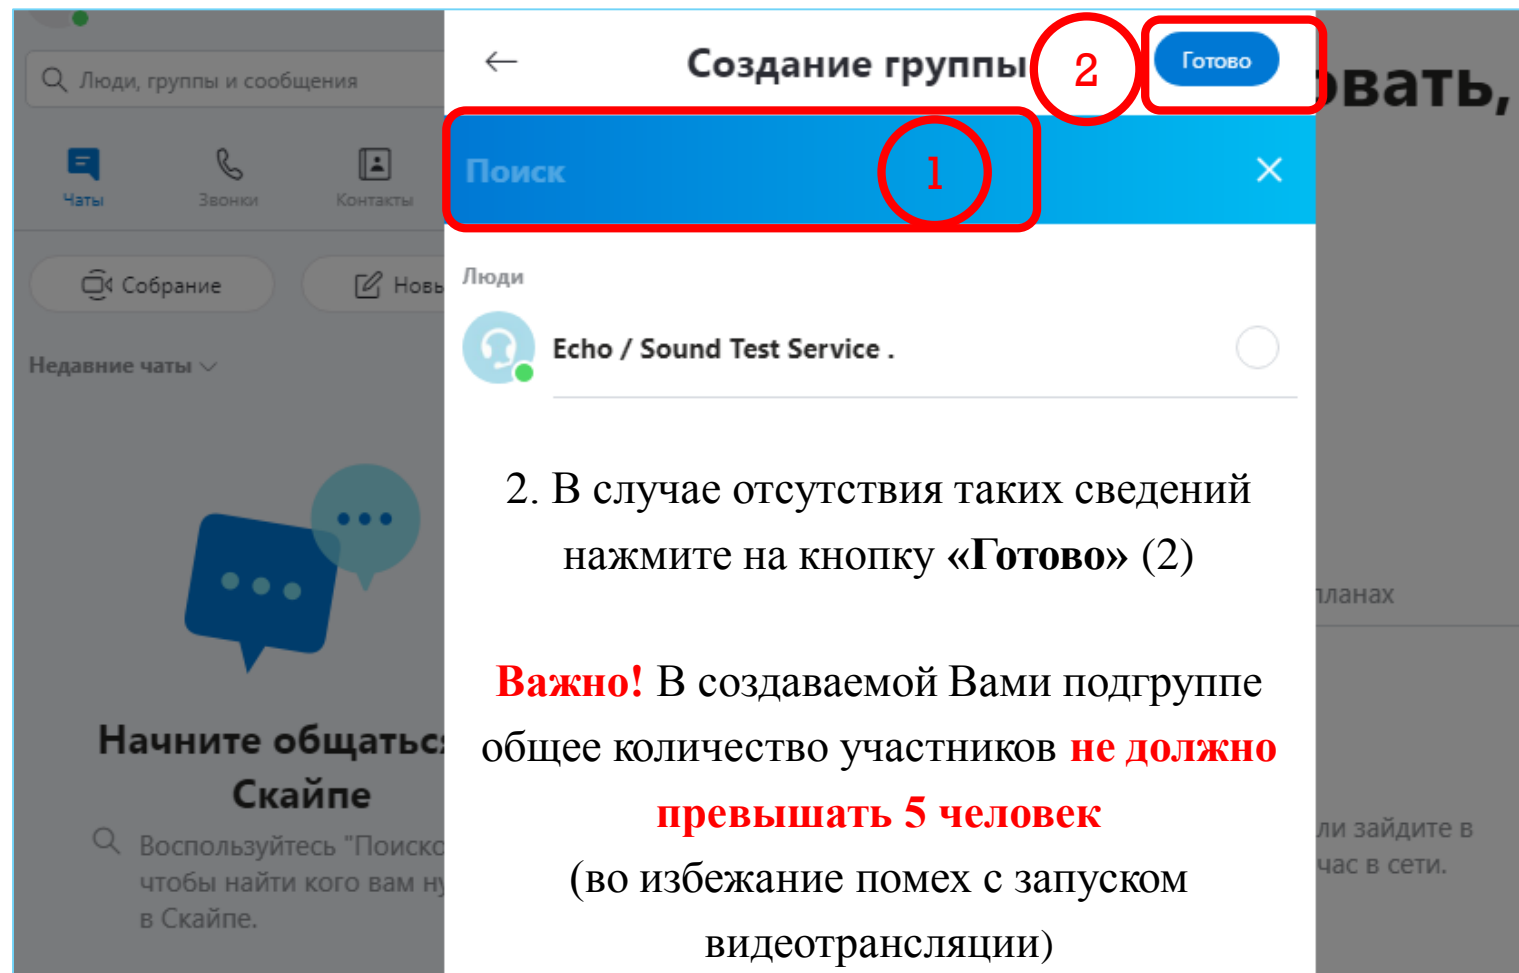 Люди, группы и сообщения
Чаты
Звонки
Контакты
Собрание
Недавние чаты
Начните общатьс
Скайпе
Воспользуйтесь
чтобы найти кого вам
в Скайпе.
Создание группы
2
Готово
Поиск
1
Люди
Echo / Sound Test Service .
2. В случае отсутствия таких сведений
нажмите на кнопку «Готово» (2)
Важно! В создаваемой Вами подгруппе
общее количество участников не должно
превышать 5 человек
(во избежание помех с запуском
видеотрансляции)
овать,
планах
ли зайдите в
час в сети.